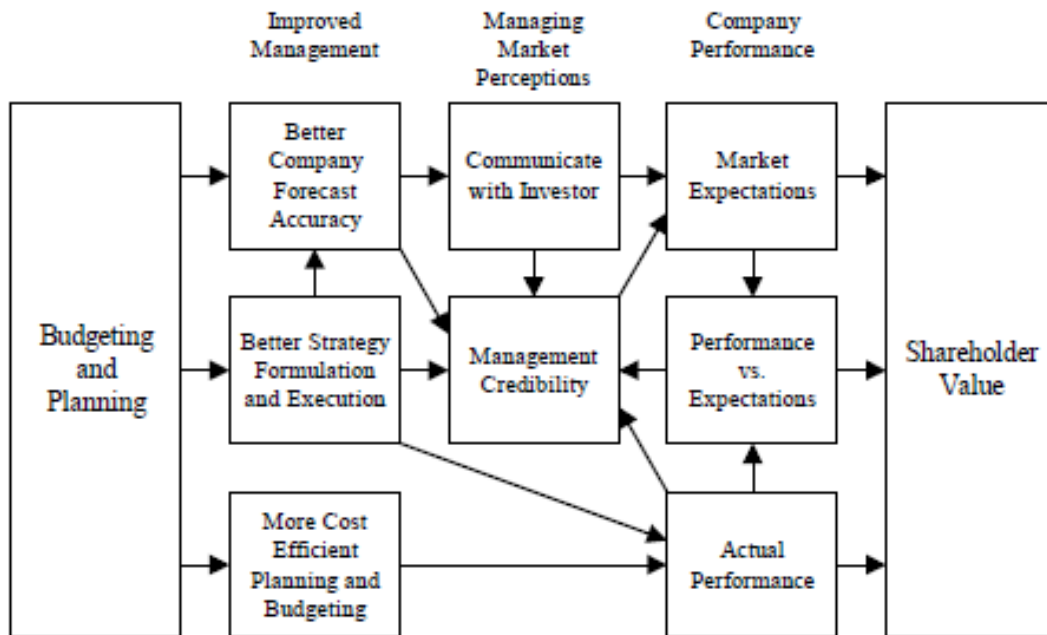 Improved
Management
Managing
Market
Perceptions
Company
Performance
Budgeting
and
Planning
Better
Company
Forecast
Accuracy
Communicate
with Investor
Market
Expectations
Better Strategy
Formulation
and Execution
Management
Credibility
Performance
vs.
Expectations
More Cost
Efficient
Planning and
Budgeting
Actual
Performance
Shareholder
Value